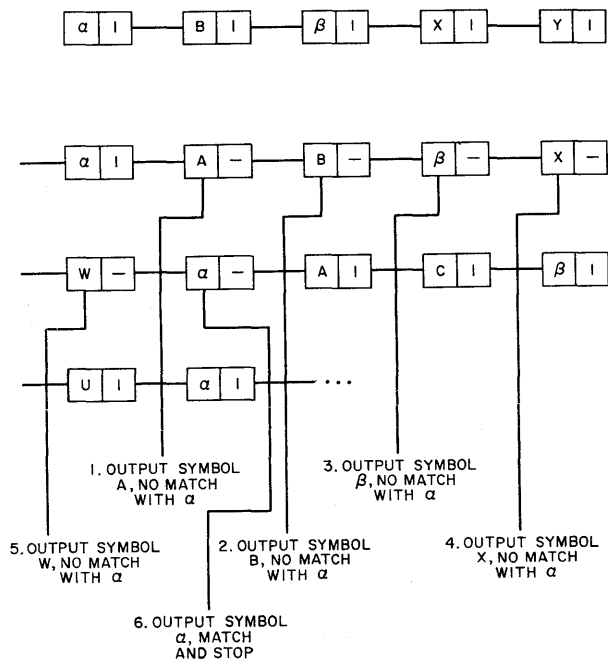 α I B I β I X I Y I
α I A — B — β — X —
W — α — A I C I β I
U I α I ...
1. OUTPUT SYMBOL
A, NO MATCH
WITH α
3. OUTPUT SYMBOL
β, NO MATCH
WITH α
5. OUTPUT SYMBOL
W, NO MATCH
WITH α
2. OUTPUT SYMBOL
B, NO MATCH
WITH α
4. OUTPUT SYMBOL
X, NO MATCH
WITH α
6. OUTPUT SYMBOL
α, MATCH
AND STOP